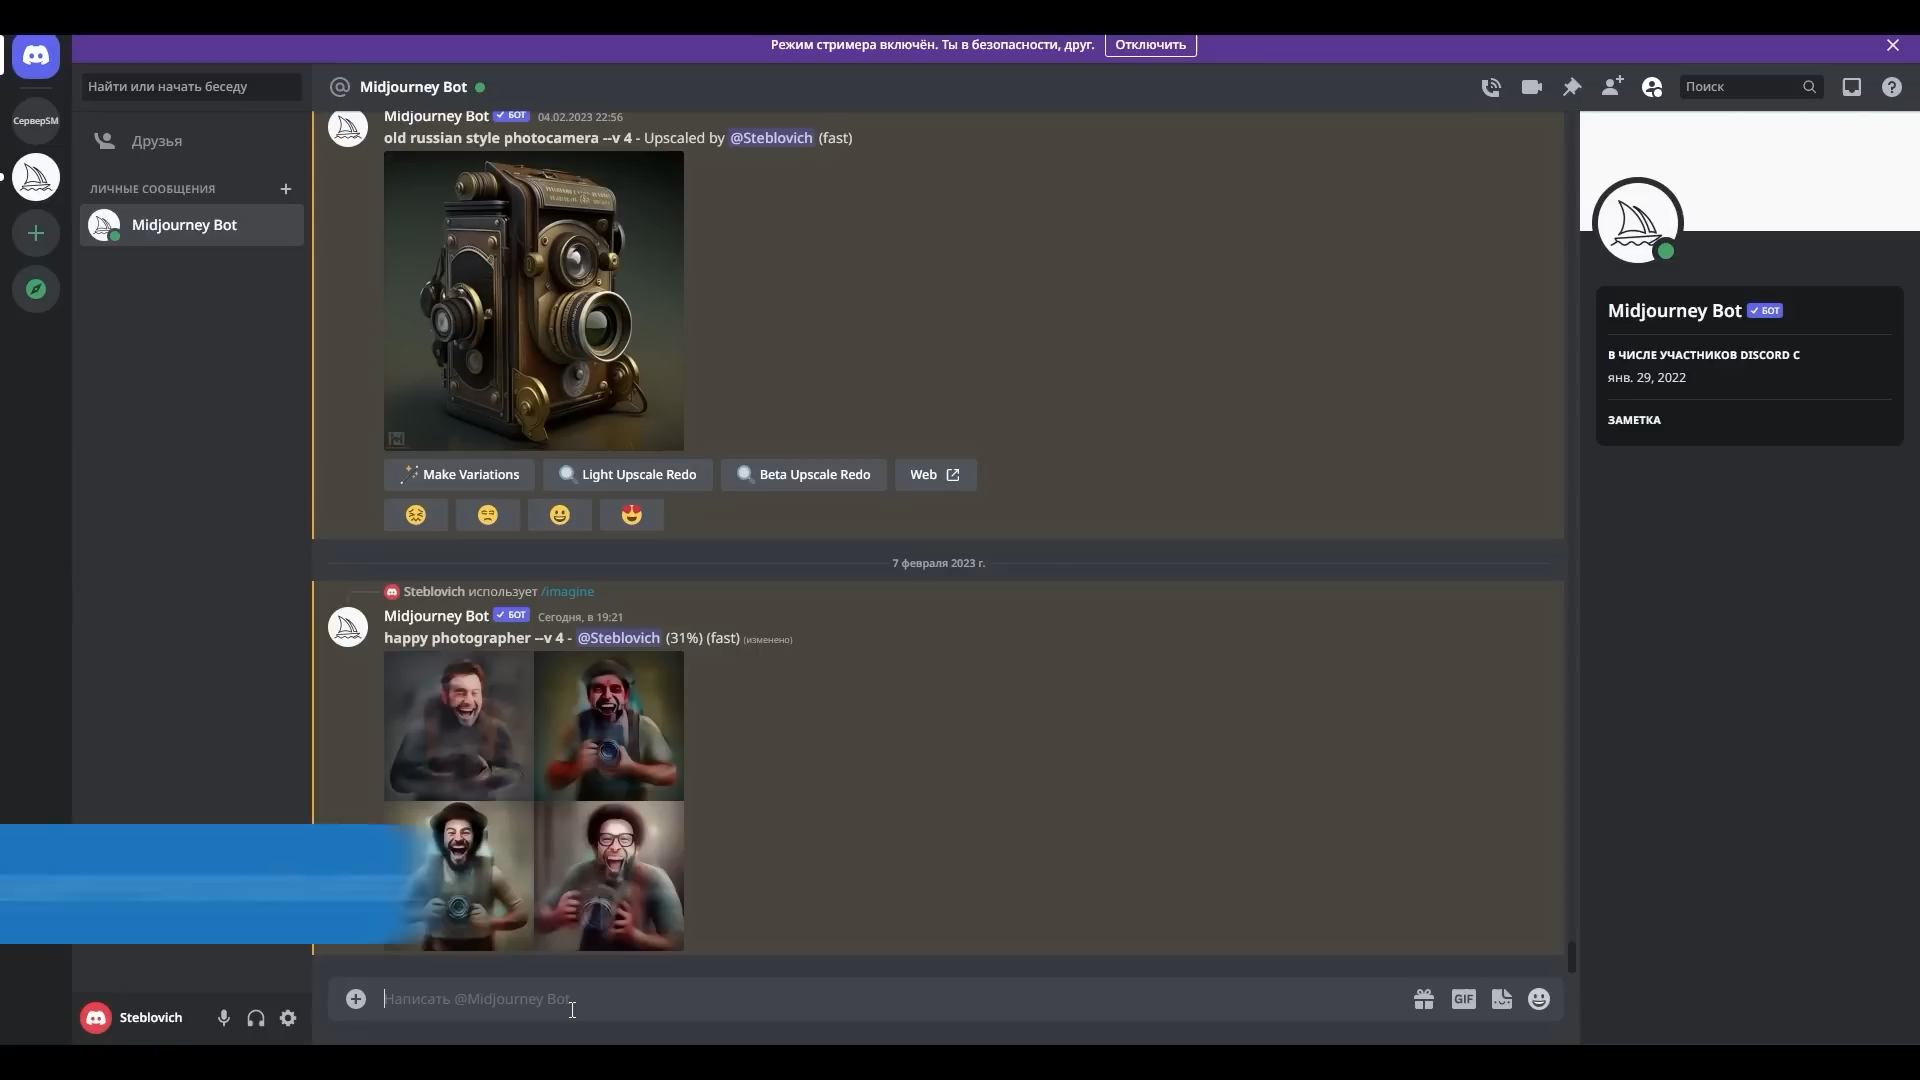 Режим стримера включён. Ты в безопасности, друг. Отключить
Найти или начать беседу
Midjourney Bot
Поиск
СерверSM
Друзья
ЛИЧНЫЕ СООБЩЕНИЯ
Midjourney Bot
Midjourney Bot БОТ 04.02.2023 22:56
old russian style photocamera --v 4 - Upscaled by @Steblovich (fast)
Make Variations Light Upscale Redo Beta Upscale Redo Web
7 февраля 2023 г.
Steblovich использует /imagine
Midjourney Bot БОТ Сегодня, в 19:21
happy photographer --v 4 - @Steblovich (31%) (fast) (изменено)
Написать @Midjourney Bot
GIF
Steblovich
Midjourney Bot БОТ
В ЧИСЛЕ УЧАСТНИКОВ DISCORD С
янв. 29, 2022
ЗАМЕТКА